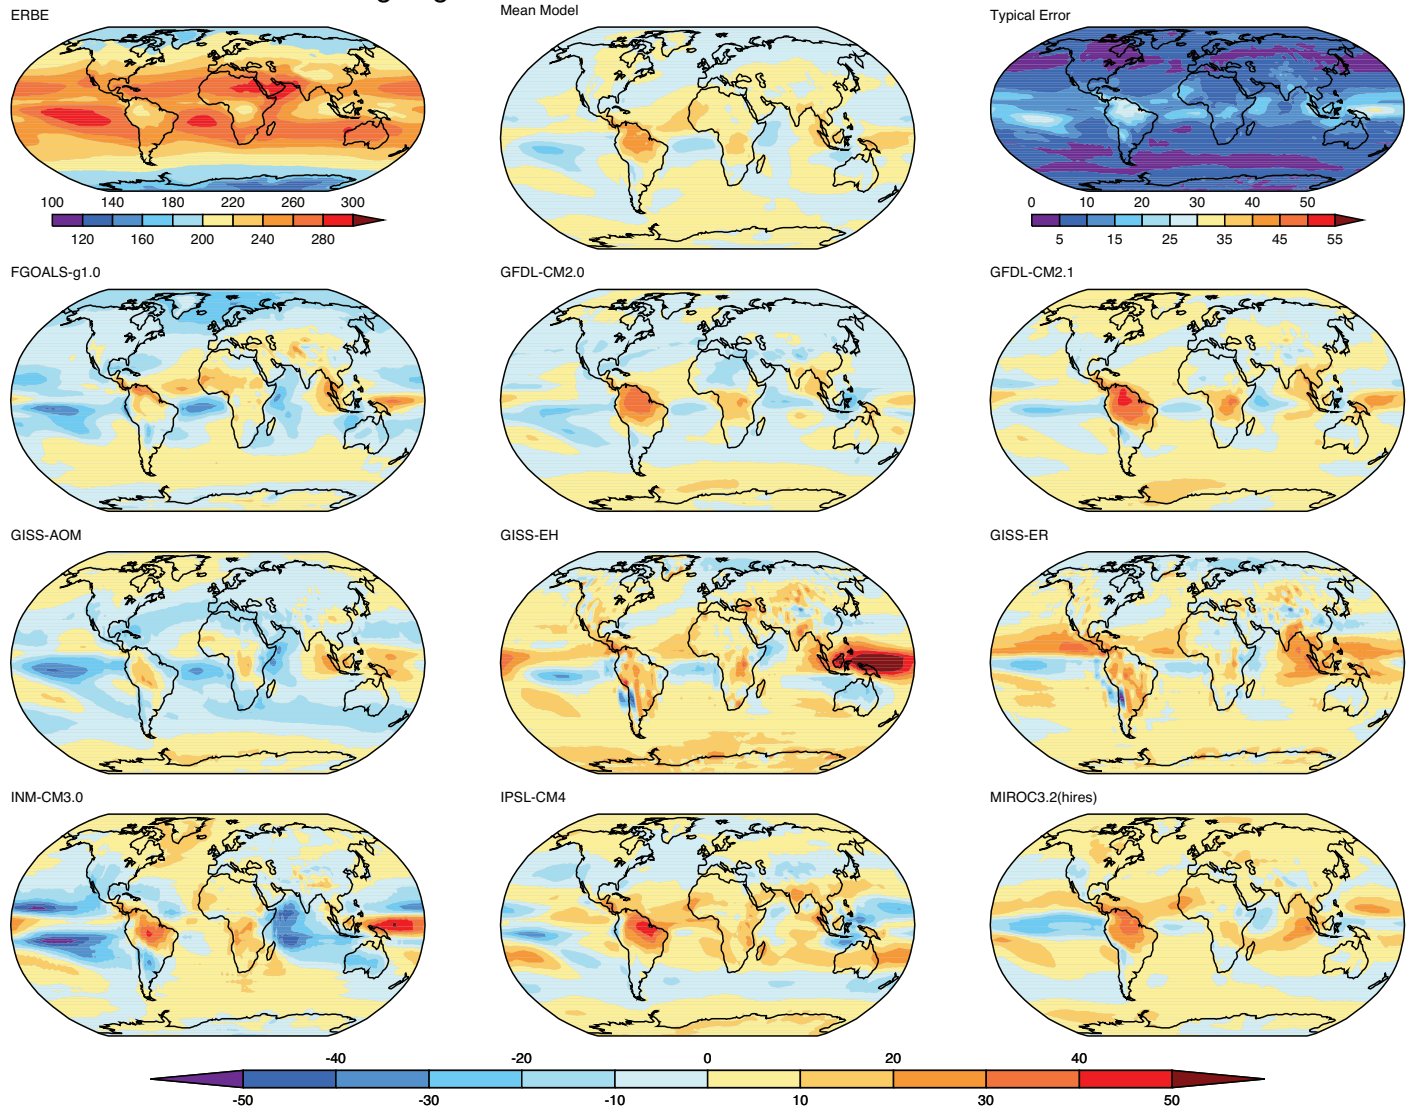 ERBE
Mean Model
Typical Error
100 140 180 220 260 300
120 160 200 240 280
0 10 20 30 40 50
5 15 25 35 45 55
FGOALS-g1.0
GFDL-CM2.0
GFDL-CM2.1
GISS-AOM
GISS-EH
GISS-ER
INM-CM3.0
IPSL-CM4
MIROC3.2(hires)
-40 -20 0 20 40
-50 -30 -10 10 30 50